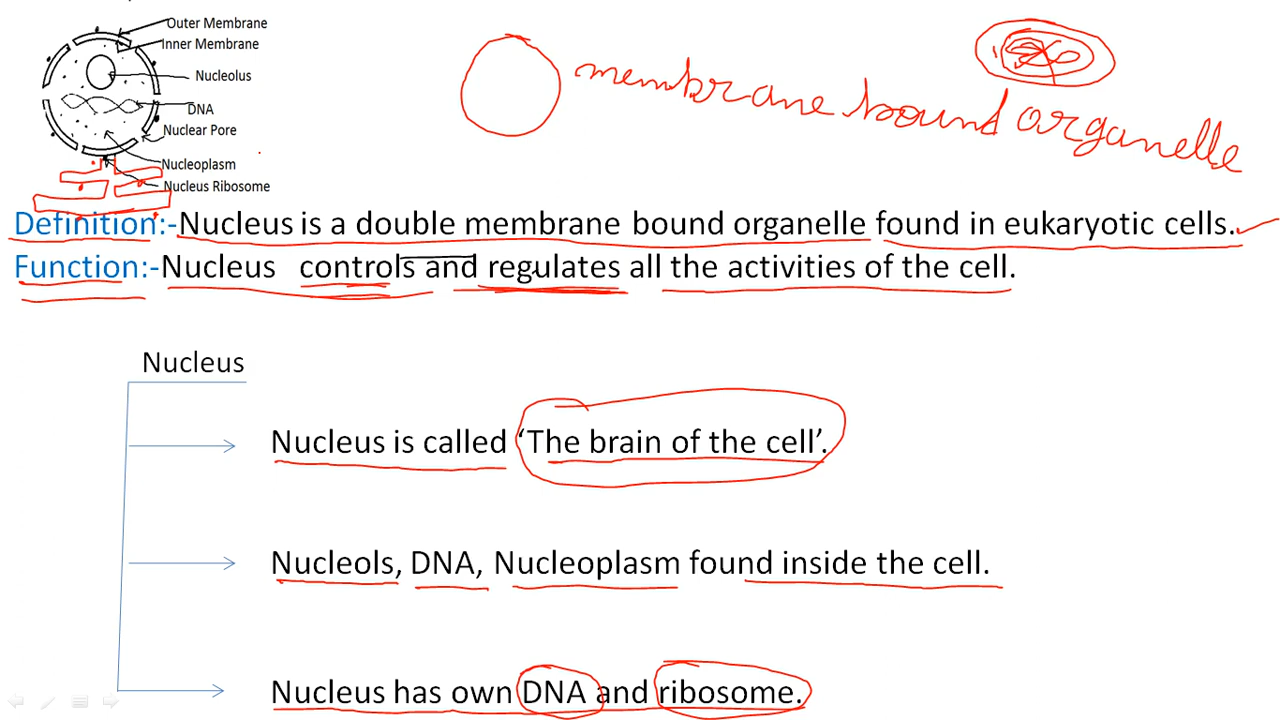 Outer Membrane
Inner Membrane
Nucleolus
DNA
Nuclear Pore
Nucleoplasm
Nucleus Ribosome
membrane bound organelle
Definition:-Nucleus is a double membrane bound organelle found in eukaryotic cells.
Function:-Nucleus controls and regulates all the activities of the cell.
Nucleus
Nucleus is called ‘The brain of the cell’.
Nucleols, DNA, Nucleoplasm found inside the cell.
Nucleus has own DNA and ribosome.